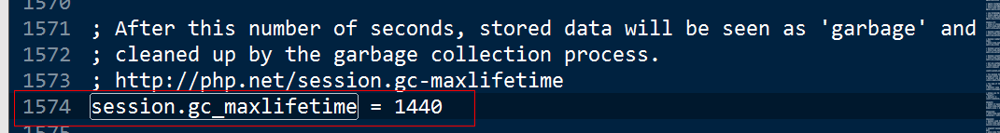 1570
1571 ; After this number of seconds, stored data will be seen as 'garbage' and
1572 ; cleaned up by the garbage collection process.
1573 ; http://php.net/session.gc-maxlifetime
1574 session.gc_maxlifetime = 1440
1575